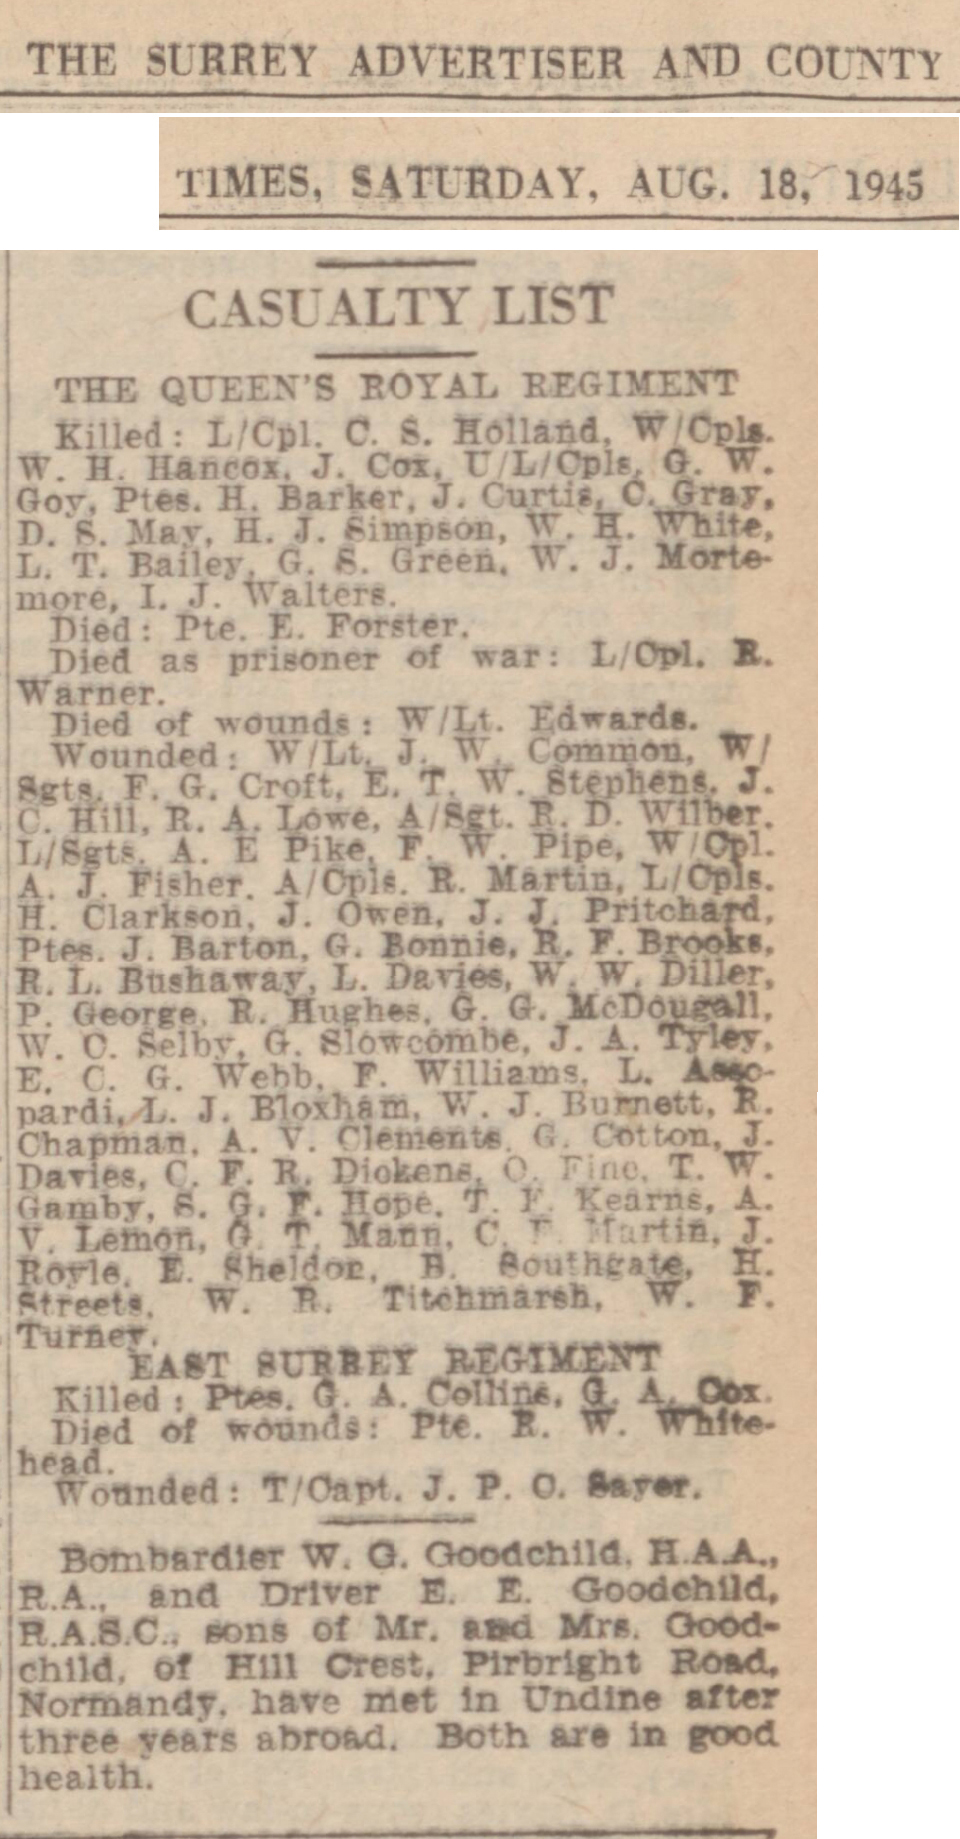 THE SURREY ADVERTISER AND COUNTY
TIMES, SATURDAY, AUG. 18, 1945
CASUALTY LIST
THE QUEEN'S ROYAL REGIMENT
Killed: L/Cpl. C. S. Holland, W/Cpls.
W. H. Hancox, J. Cox, U/L/Cpls. G. W.
Goy, Ptes. H. Barker, J. Curtis, C. Gray,
D. S. May, H. J. Simpson, W. H. White,
L. T. Bailey, G. S. Green, W. J. Morte-
more, I. J. Walters.
Died: Pte. E. Forster.
Died as prisoner of war: L/Cpl. R.
Warner.
Died of wounds: W/Lt. Edwards.
Wounded: W/Lt. J. W. Common, W/
Sgts. F. G. Croft, E. T. W. Stephens, J.
C. Hill, R. A. Lowe, A/Sgt. R. D. Wilber.
L/Sgts. A. E Pike, F. W. Pipe, W/Cpl.
A. J. Fisher, A/Cpls. R. Martin, L/Cpls.
H. Clarkson, J. Owen, J. J. Pritchard,
Ptes. J. Barton, G. Bonnie, R. F. Brooks,
R. L. Bushaway, L. Davies, W. W. Diller,
P. George, R. Hughes, G. G. McDougall,
W. C. Selby, G. Slowcombe, J. A. Tyley,
E. C. G. Webb, F. Williams, L. Asso-
pardi, L. J. Bloxham, W. J. Burnett, R.
Chapman, A. V. Clements, G. Cotton, J.
Davies, C. F. R. Dickens, O. Fine, T. W.
Gamby, S. G. F. Hope, T. F. Kearns, A.
V. Lemon, G. T. Mann, C. F. Martin, J.
Royle, E. Sheldon, B. Southgate, H.
Streets, W. R. Titchmarsh, W. F.
Turney.
EAST SURREY REGIMENT
Killed: Ptes. G. A. Collins, G. A. Cox.
Died of wounds: Pte. R. W. White-
head.
Wounded: T/Capt. J. P. C. Sayer.
Bombardier W. G. Goodchild, H.A.A.,
R.A., and Driver E. E. Goodchild,
R.A.S.C., sons of Mr. and Mrs. Good-
child, of Hill Crest, Pirbright Road,
Normandy, have met in Undine after
three years abroad. Both are in good
health.